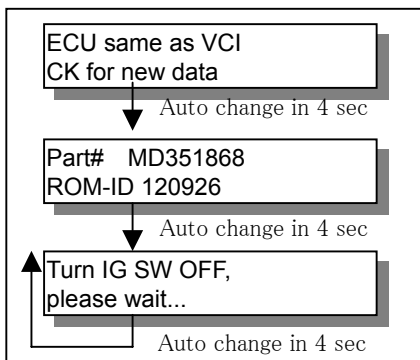 ECU same as VCI
CK for new data
Auto change in 4 sec
Part# MD351868
ROM-ID 120926
Auto change in 4 sec
Turn IG SW OFF,
please wait...
Auto change in 4 sec